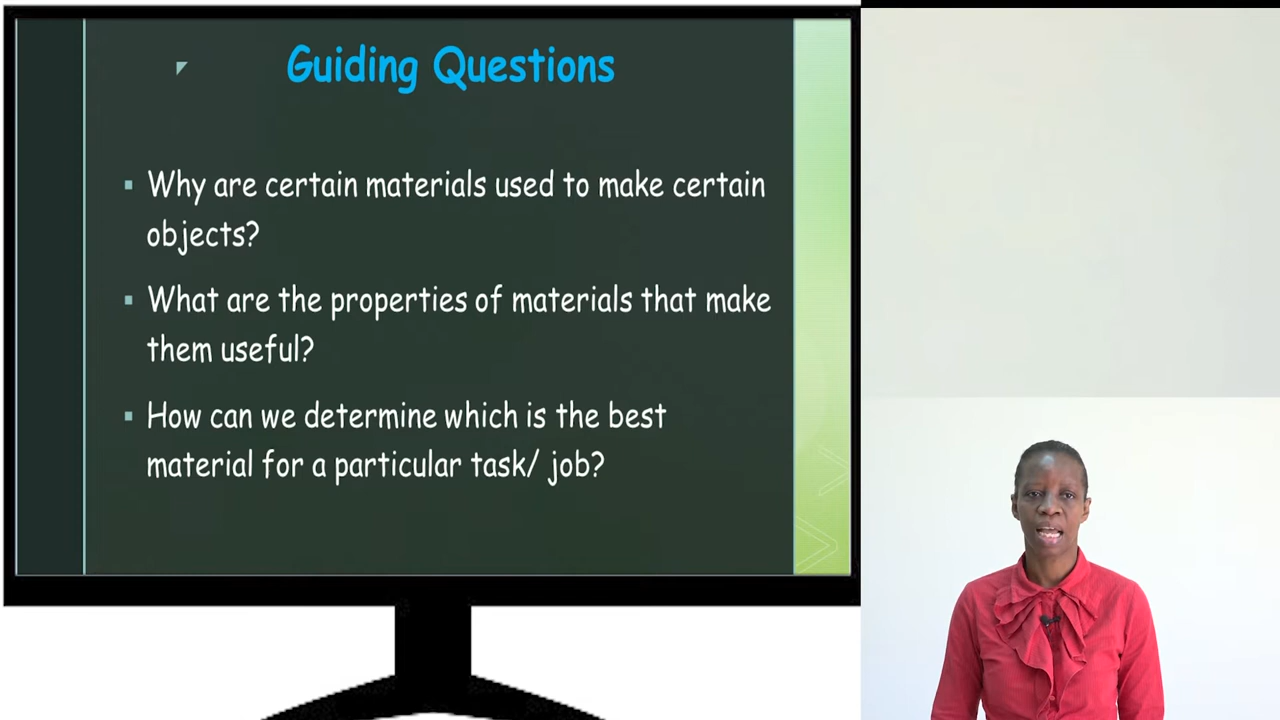 Guiding Questions
Why are certain materials used to make certain
objects?
What are the properties of materials that make
them useful?
How can we determine which is the best
material for a particular task/ job?